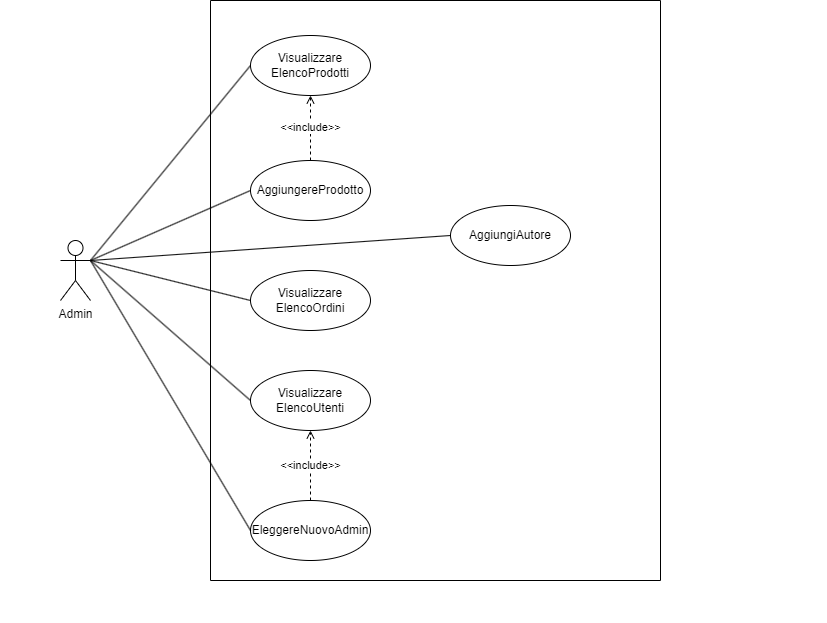 Visualizzare
ElencoProdotti
<<include>>
AggiungereProdotto
AggiungiAutore
Admin
Visualizzare
ElencoOrdini
Visualizzare
ElencoUtenti
<<include>>
EleggereNuovoAdmin